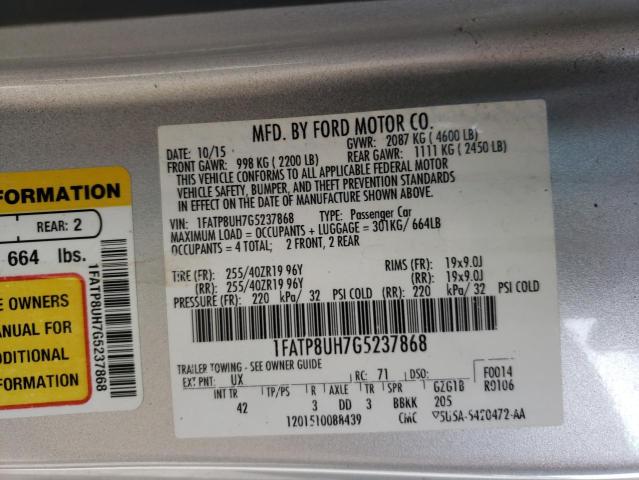 MFD. BY FORD MOTOR CO.
DATE: 10/15 GVWR: 2087 KG ( 4600 LB)
FRONT GAWR: 998 KG ( 2200 LB) REAR GAWR: 1111 KG ( 2450 LB)
THIS VEHICLE CONFORMS TO ALL APPLICABLE FEDERAL MOTOR
VEHICLE SAFETY, BUMPER, AND THEFT PREVENTION STANDARDS
IN EFFECT ON THE DATE OF MANUFACTURE SHOWN ABOVE.
VIN: 1FATP8UH7G5237868 TYPE: Passenger Car
MAXIMUM LOAD = OCCUPANTS + LUGGAGE = 301KG/ 664LB
OCCUPANTS = 4 TOTAL: 2 FRONT, 2 REAR
TIRE (FR): 255/40ZR19 96Y RIMS (FR): 19x9.0J
(RR): 255/40ZR19 96Y (RR): 19x9.0J
PRESSURE (FR): 220 kPa/ 32 PSI COLD (RR): 220 kPa/ 32 PSI COLD
1FATP8UH7G5237868
TRAILER TOWING - SEE OWNER GUIDE
EXT PNT: UX RC: 71 DSO: F0014
INT TR TP/PS R AXLE TR SPR GZG1B R0106
42 3 DD 3 BBKK 205
1201510088439 CMC
FORMATION
REAR: 2
664 lbs.
E OWNERS
ANUAL FOR
DDITIONAL
FORMATION
1FATP8UH7G5237868